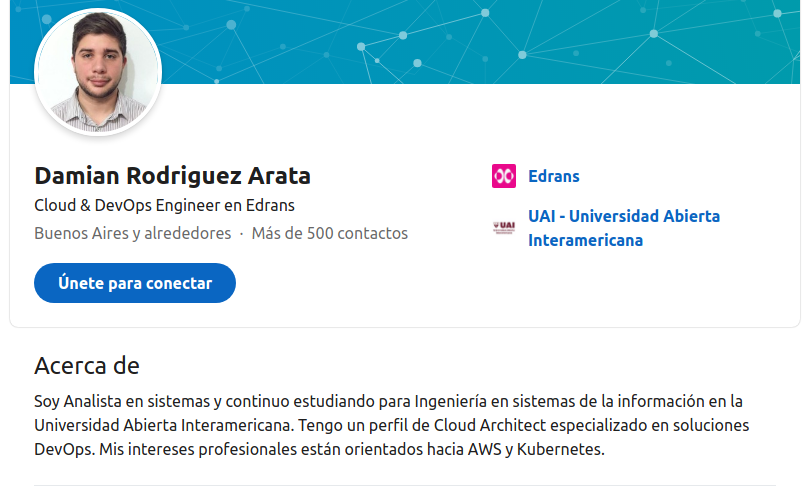 Damian Rodriguez Arata
Cloud & DevOps Engineer en Edrans
Buenos Aires y alrededores · Más de 500 contactos
Únete para conectar
Edrans
UAI
UAI - Universidad Abierta
Interamericana
Acerca de
Soy Analista en sistemas y continuo estudiando para Ingeniería en sistemas de la información en la
Universidad Abierta Interamericana. Tengo un perfil de Cloud Architect especializado en soluciones
DevOps. Mis intereses profesionales están orientados hacia AWS y Kubernetes.